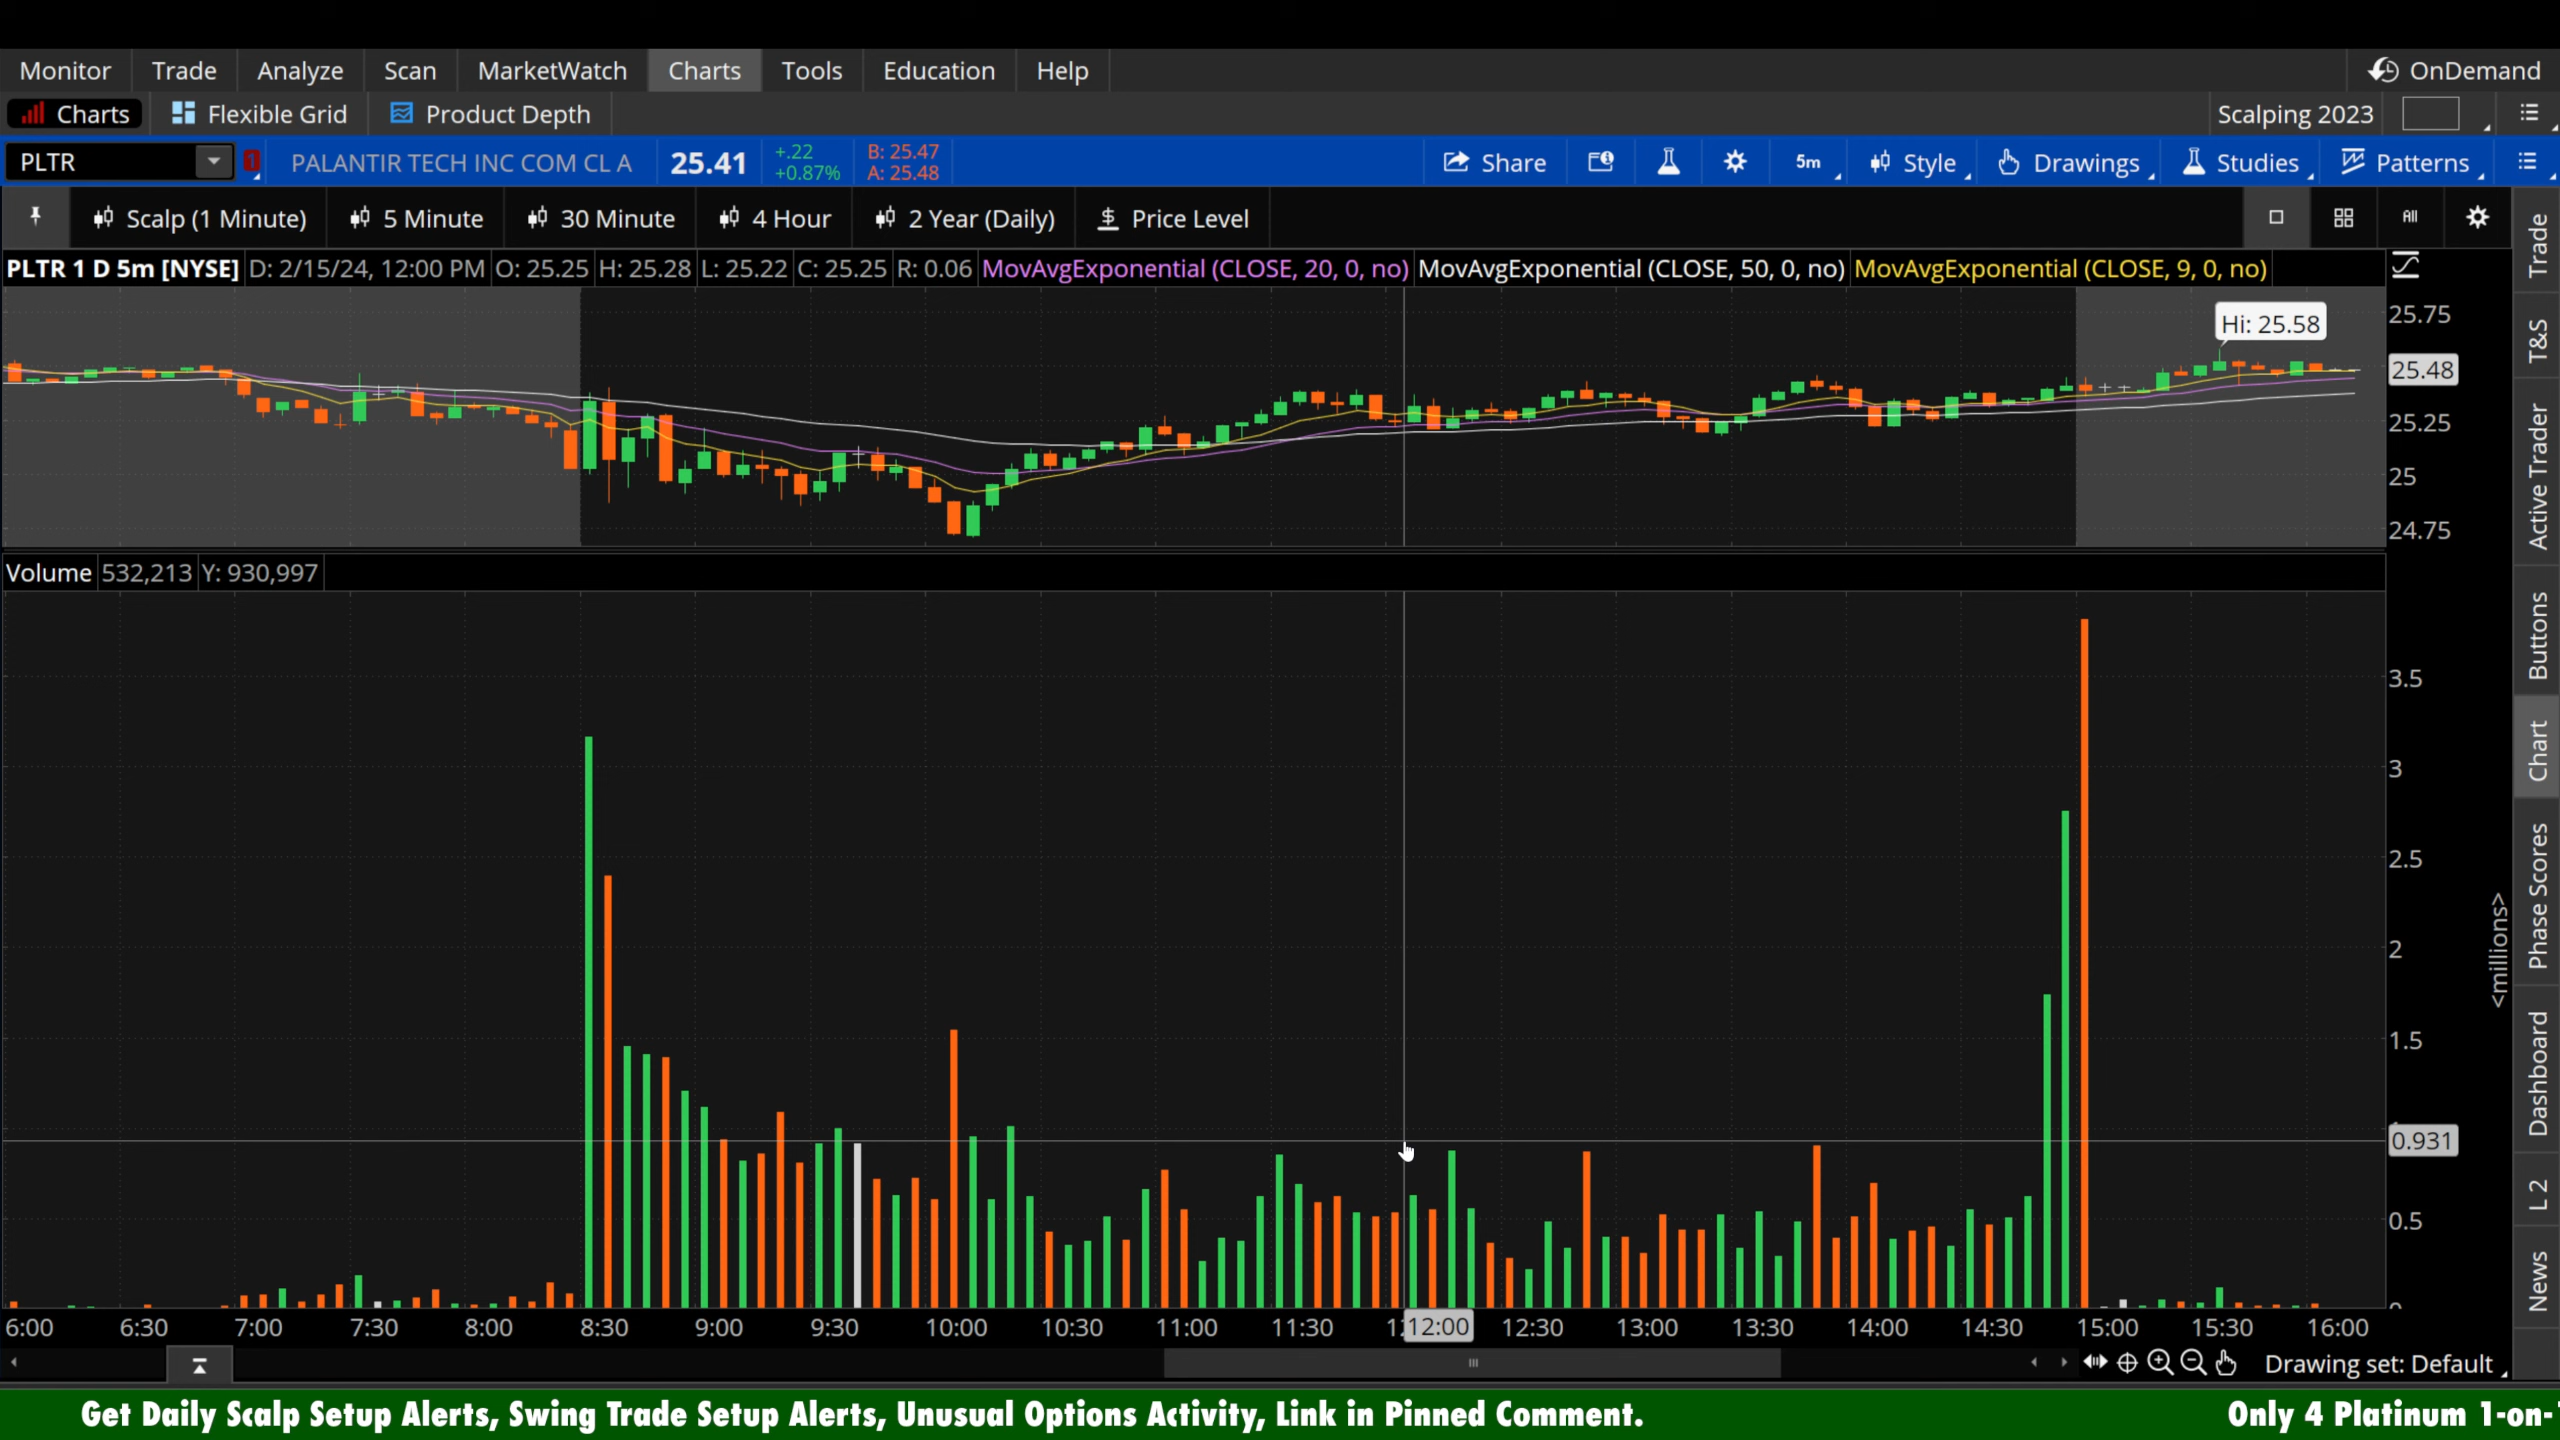 Monitor Trade Analyze Scan MarketWatch Charts Tools Education Help OnDemand
Charts Flexible Grid Product Depth Scalping 2023
PLTR 1 PALANTIR TECH INC COM CL A 25.41 +.22 +0.87% B: 25.47 A: 25.48 Share 5m Style Drawings Studies Patterns
Scalp (1 Minute) 5 Minute 30 Minute 4 Hour 2 Year (Daily) $ Price Level All
PLTR 1 D 5m [NYSE] D: 2/15/24, 12:00 PM O: 25.25 H: 25.28 L: 25.22 C: 25.25 R: 0.06 MovAvgExponential (CLOSE, 20, 0, no) MovAvgExponential (CLOSE, 50, 0, no) MovAvgExponential (CLOSE, 9, 0, no)
Hi: 25.58
25.75
25.48
25.25
25
24.75
Volume 532,213 Y: 930,997
3.5
3
2.5
2
1.5
0.931
0.5
0
<millions>
6:00 6:30 7:00 7:30 8:00 8:30 9:00 9:30 10:00 10:30 11:00 11:30 12:00 12:30 13:00 13:30 14:00 14:30 15:00 15:30 16:00
Drawing set: Default
Trade
T&S
Active Trader
Buttons
Chart
Phase Scores
Dashboard
L 2
News
Get Daily Scalp Setup Alerts, Swing Trade Setup Alerts, Unusual Options Activity, Link in Pinned Comment. Only 4 Platinum 1-on-